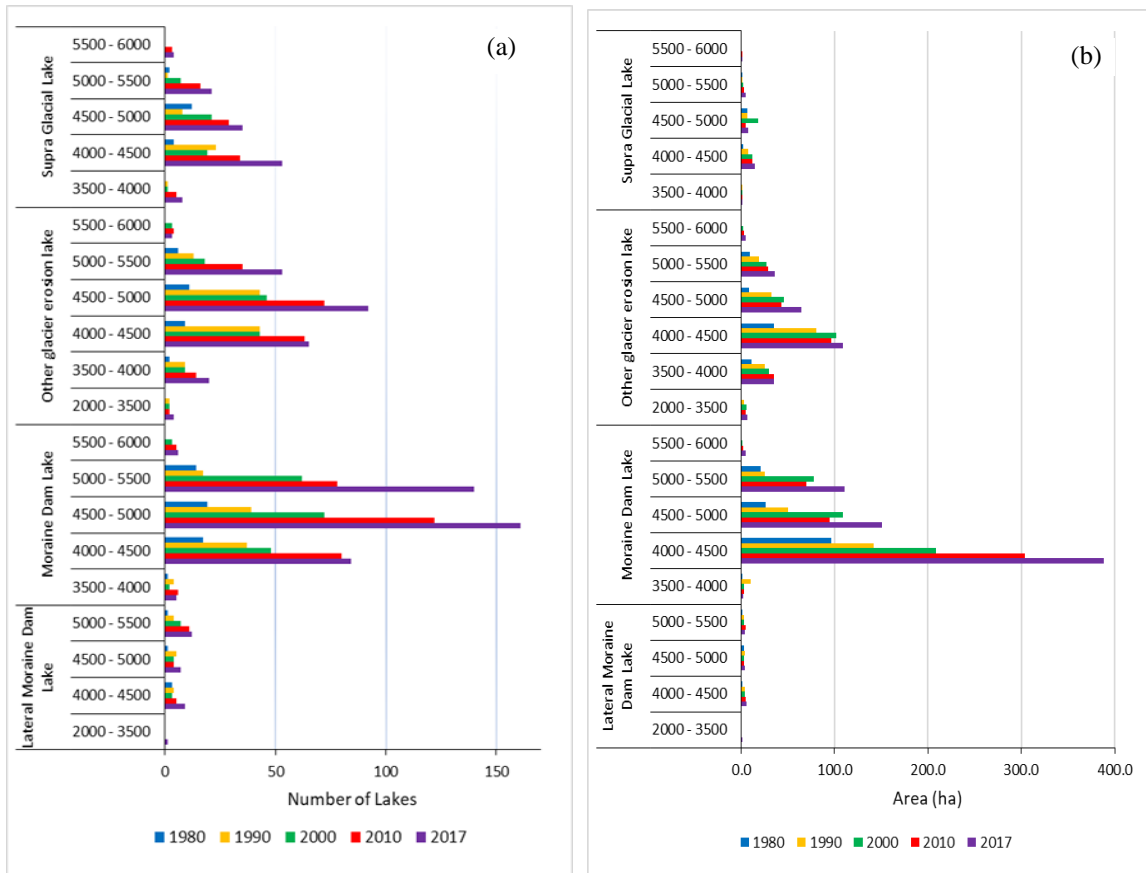 (a)
Supra Glacial Lake
5500 - 6000
5000 - 5500
4500 - 5000
4000 - 4500
3500 - 4000
Other glacier erosion lake
5500 - 6000
5000 - 5500
4500 - 5000
4000 - 4500
3500 - 4000
2000 - 3500
Moraine Dam Lake
5500 - 6000
5000 - 5500
4500 - 5000
4000 - 4500
3500 - 4000
Lateral Moraine Dam
Lake
5000 - 5500
4500 - 5000
4000 - 4500
2000 - 3500
0 50 100 150
Number of Lakes
1980 1990 2000 2010 2017
(b)
Supra Glacial Lake
5500 - 6000
5000 - 5500
4500 - 5000
4000 - 4500
3500 - 4000
Other glacier erosion lake
5500 - 6000
5000 - 5500
4500 - 5000
4000 - 4500
3500 - 4000
2000 - 3500
Moraine Dam Lake
5500 - 6000
5000 - 5500
4500 - 5000
4000 - 4500
3500 - 4000
Lateral Moraine
Dam Lake
5000 - 5500
4500 - 5000
4000 - 4500
2000 - 3500
0.0 100.0 200.0 300.0 400.0
Area (ha)
1980 1990 2000 2010 2017